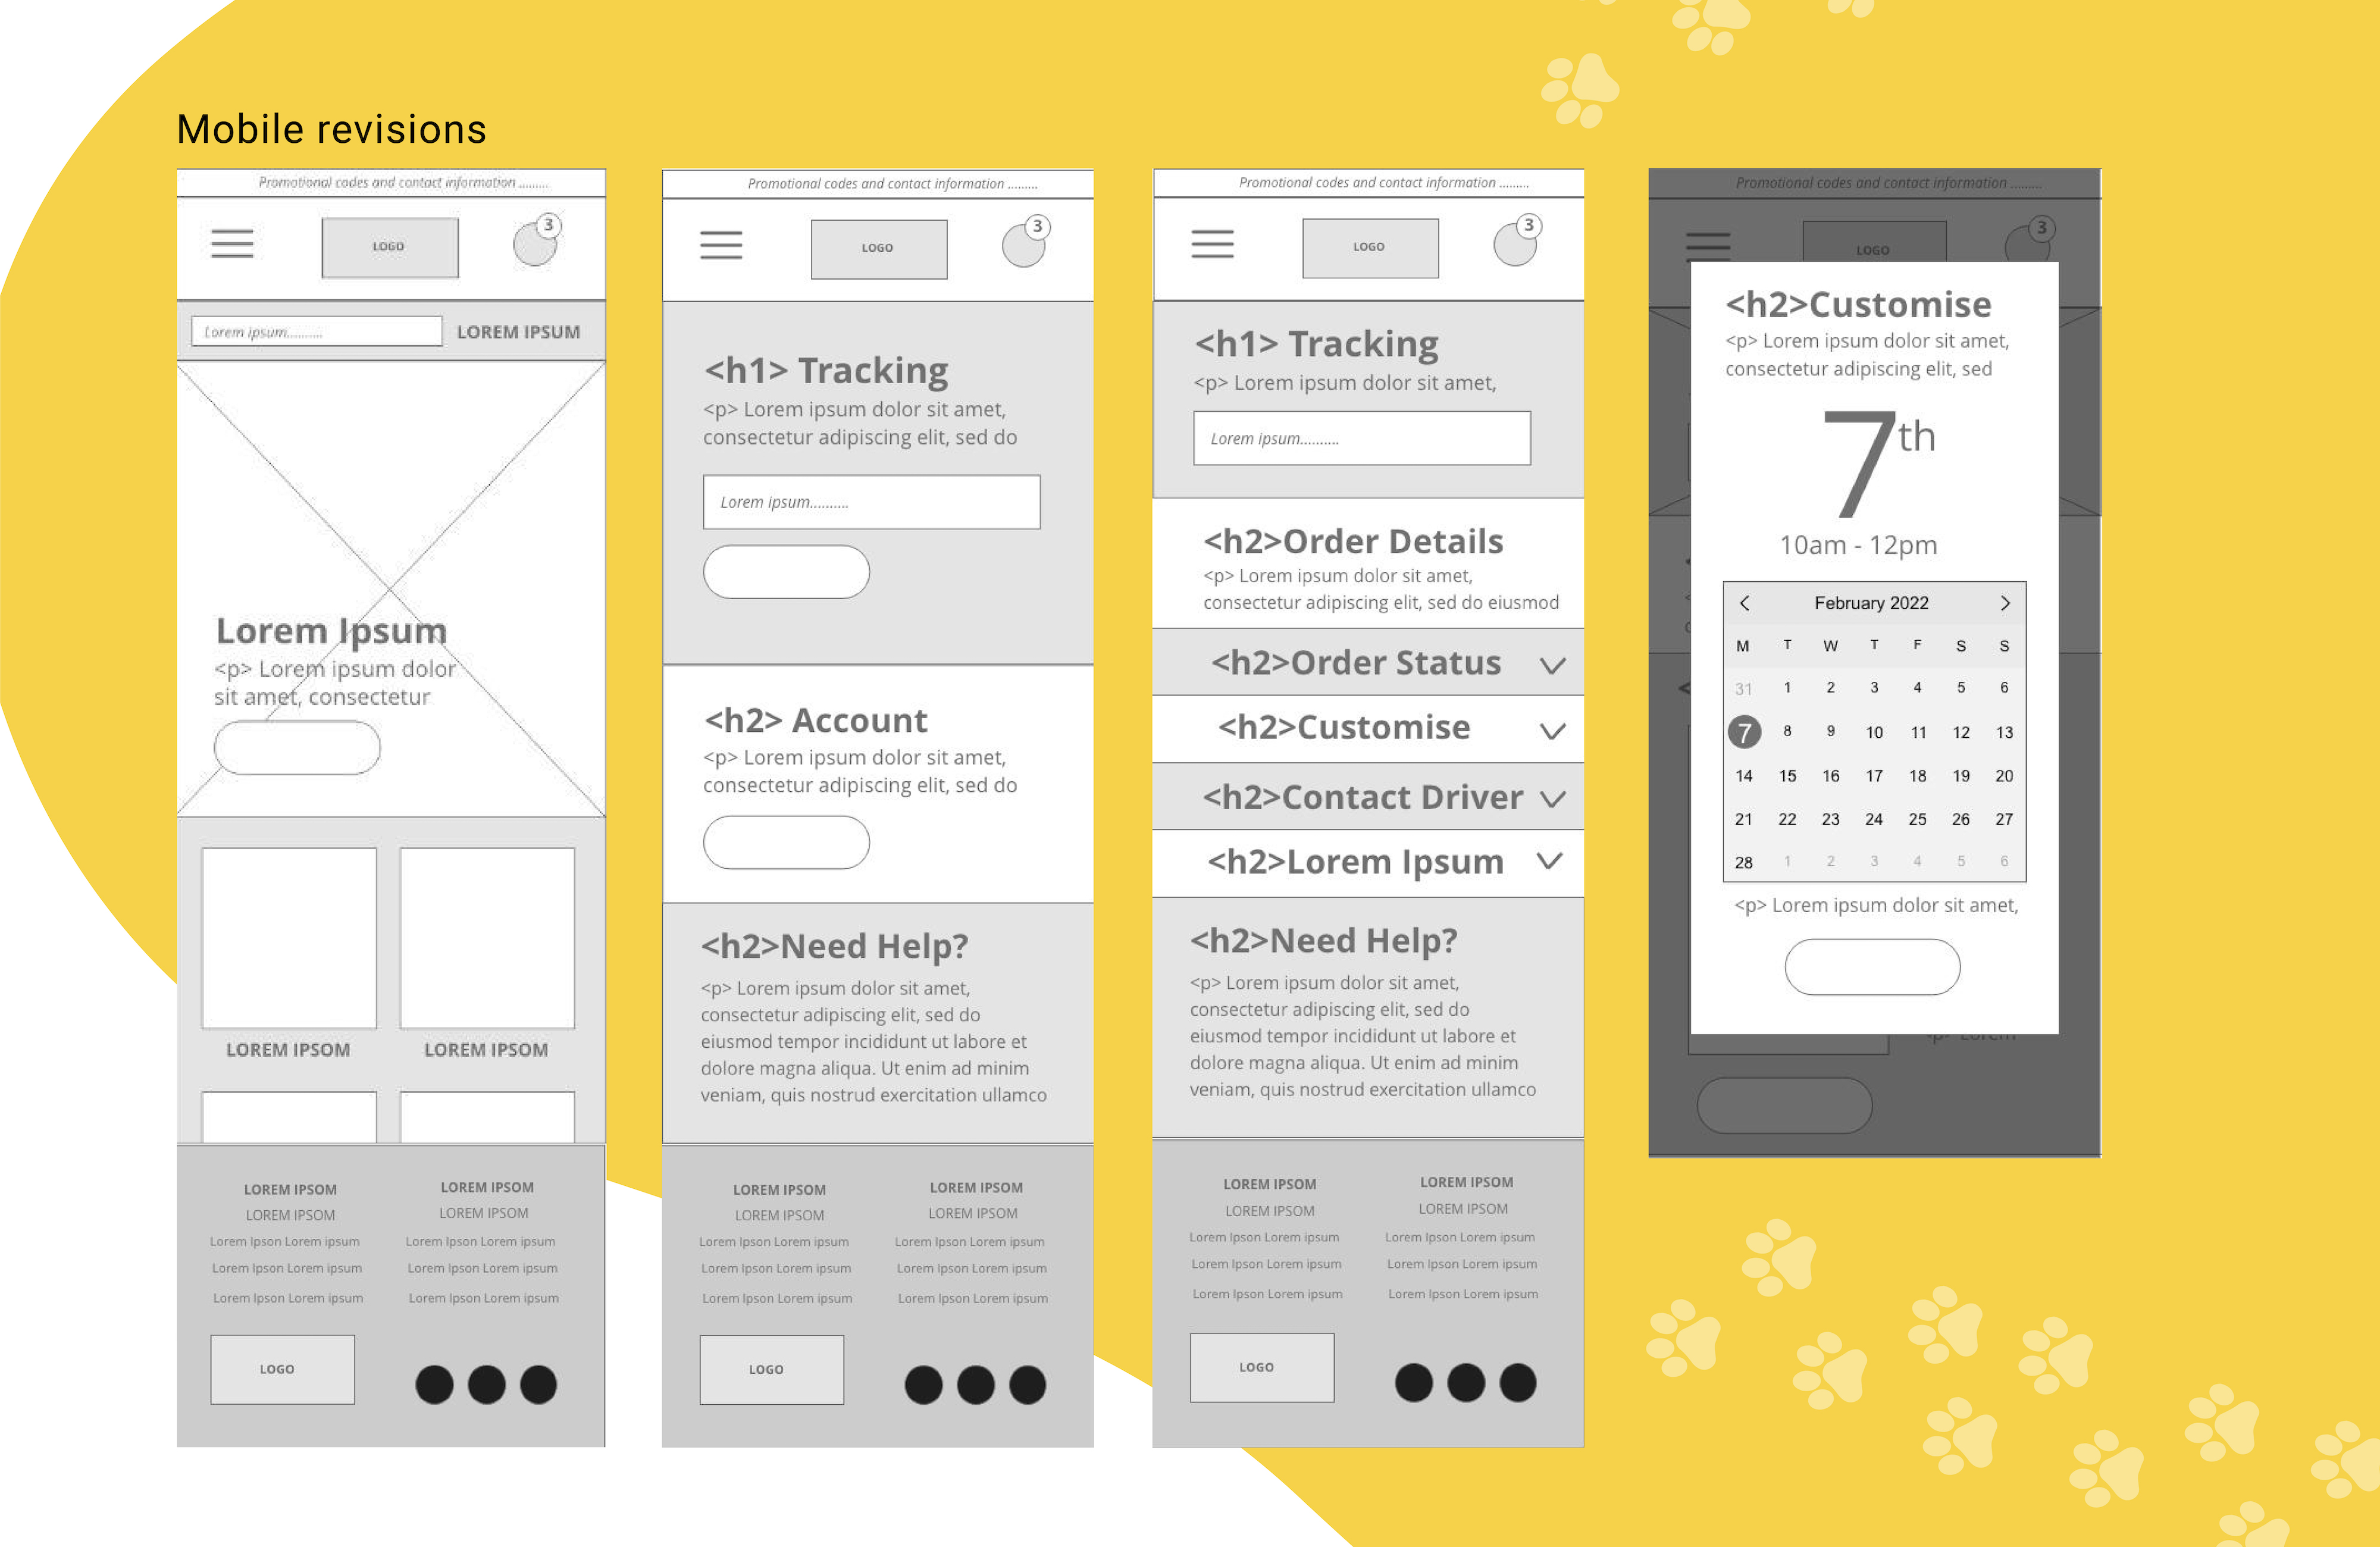 Mobile revisions
Promotional codes and contact information .........
3
LOGO
Lorem ipsum..........
LOREM IPSUM
Lorem Ipsum
<p> Lorem ipsum dolor
sit amet, consectetur
LOREM IPSOM
LOREM IPSOM
LOREM IPSOM
LOREM IPSOM
Lorem Ipson Lorem ipsum
Lorem Ipson Lorem ipsum
Lorem Ipson Lorem ipsum
LOREM IPSOM
LOREM IPSOM
Lorem Ipson Lorem ipsum
Lorem Ipson Lorem ipsum
Lorem Ipson Lorem ipsum
LOGO
Promotional codes and contact information .........
3
LOGO
<h1> Tracking
<p> Lorem ipsum dolor sit amet,
consectetur adipiscing elit, sed do
Lorem ipsum..........
<h2> Account
<p> Lorem ipsum dolor sit amet,
consectetur adipiscing elit, sed do
<h2>Need Help?
<p> Lorem ipsum dolor sit amet,
consectetur adipiscing elit, sed do
eiusmod tempor incididunt ut labore et
dolore magna aliqua. Ut enim ad minim
veniam, quis nostrud exercitation ullamco
LOREM IPSOM
LOREM IPSOM
Lorem Ipson Lorem ipsum
Lorem Ipson Lorem ipsum
Lorem Ipson Lorem ipsum
LOREM IPSOM
LOREM IPSOM
Lorem Ipson Lorem ipsum
Lorem Ipson Lorem ipsum
Lorem Ipson Lorem ipsum
LOGO
Promotional codes and contact information .........
3
LOGO
<h1> Tracking
<p> Lorem ipsum dolor sit amet,
Lorem ipsum..........
<h2>Order Details
<p> Lorem ipsum dolor sit amet,
consectetur adipiscing elit, sed do eiusmod
<h2>Order Status
<h2>Customise
<h2>Contact Driver
<h2>Lorem Ipsum
<h2>Need Help?
<p> Lorem ipsum dolor sit amet,
consectetur adipiscing elit, sed do
eiusmod tempor incididunt ut labore et
dolore magna aliqua. Ut enim ad minim
veniam, quis nostrud exercitation ullamco
LOREM IPSOM
LOREM IPSOM
Lorem Ipson Lorem ipsum
Lorem Ipson Lorem ipsum
Lorem Ipson Lorem ipsum
LOREM IPSOM
LOREM IPSOM
Lorem Ipson Lorem ipsum
Lorem Ipson Lorem ipsum
Lorem Ipson Lorem ipsum
LOGO
Promotional codes and contact information .........
3
LOGO
<h2>Customise
<p> Lorem ipsum dolor sit amet,
consectetur adipiscing elit, sed
7th
10am - 12pm
February 2022
M T W T F S S
31 1 2 3 4 5 6
7 8 9 10 11 12 13
14 15 16 17 18 19 20
21 22 23 24 25 26 27
28 1 2 3 4 5 6
<p> Lorem ipsum dolor sit amet,